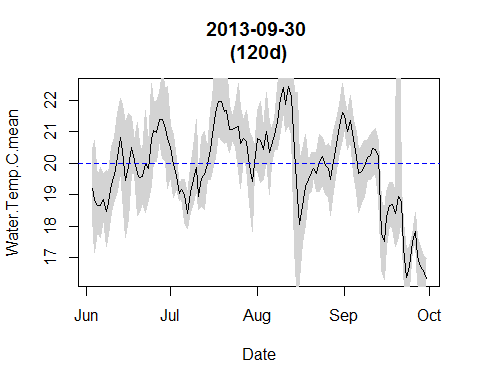 2013-09-30
(120d)
Water.Temp.C.mean
22
21
20
19
18
17
Jun Jul Aug Sep Oct
Date